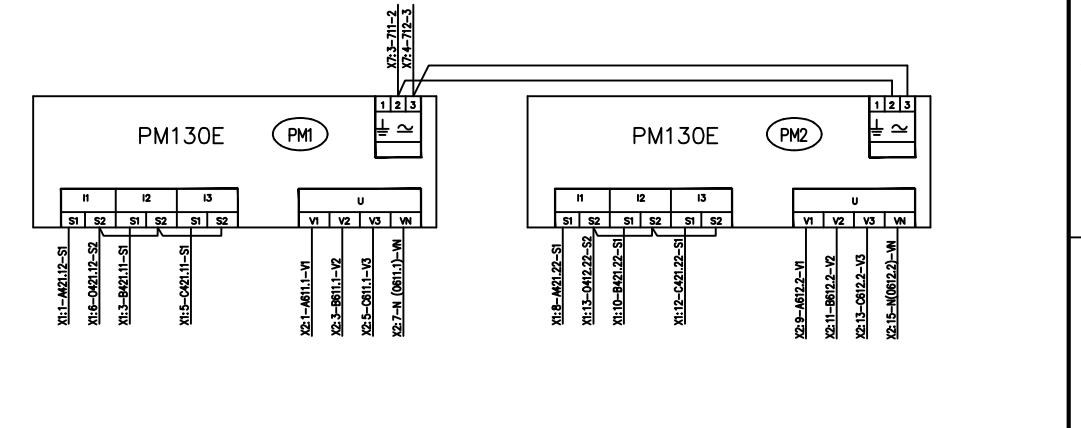 X7:3-711-2
X7:4-712-3
1 2 3
PM130E
PM1
I1 I2 I3
S1 S2 S1 S2 S1 S2
U
V1 V2 V3 VN
X1:1-A421.12-S1
X1:6-0421.12-S2
X1:3-B421.11-S1
X1:5-C421.11-S1
X2:1-A611.1-V1
X2:3-B611.1-V2
X2:5-C611.1-V3
X2:7-N (0611.1)-VN
1 2 3
PM130E
PM2
I1 I2 I3
S1 S2 S1 S2 S1 S2
U
V1 V2 V3 VN
X1:8-A421.22-S1
X1:13-0412.22-S2
X1:10-B421.22-S1
X1:12-C421.22-S1
X2:9-A612.2-V1
X2:11-B612.2-V2
X2:13-C612.2-V3
X2:15-N(0612.2)-VN